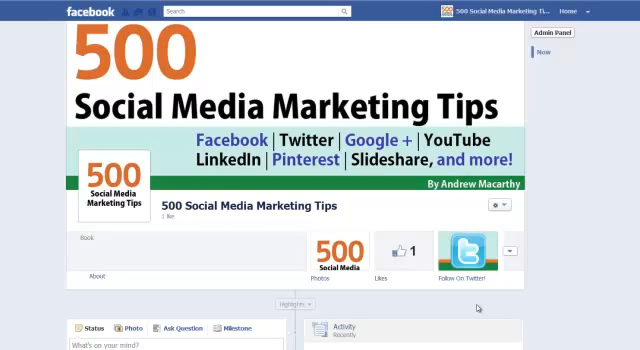 facebook
Search
500 Social Media Marketing Ti...
Home
Admin Panel
Now
500
Social Media Marketing Tips
Facebook | Twitter | Google + | YouTube
LinkedIn | Pinterest | Slideshare, and more!
By Andrew Macarthy
500
Social Media
Marketing Tips
500 Social Media Marketing Tips
1 like
Book
About
500
Social Media
Photos
1
Likes
Follow On Twitter!
Highlights
Status
Photo
Ask Question
Milestone
What's on your mind?
Activity
Recently